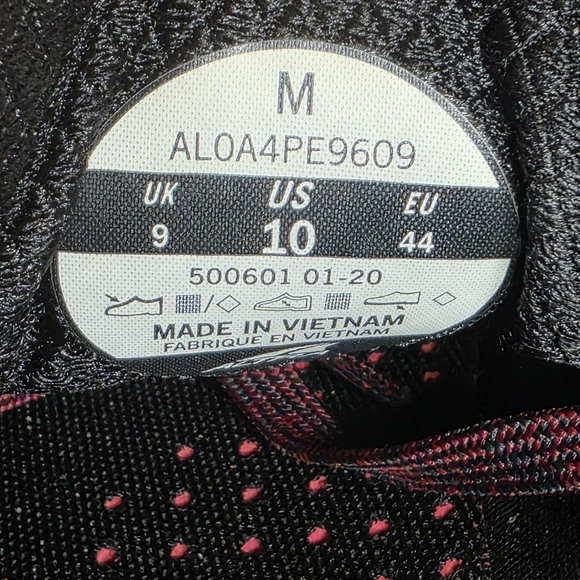 M
AL0A4PE9609
UK US EU
9 10 44
500601 01-20
MADE IN VIETNAM
FABRIQUE EN VIETNAM